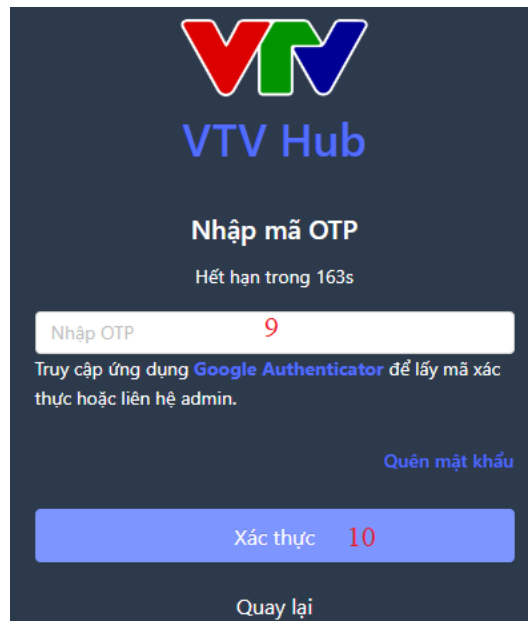 VTV
VTV Hub
Nhập mã OTP
Hết hạn trong 163s
Nhập OTP 9
Truy cập ứng dụng Google Authenticator để lấy mã xác
thực hoặc liên hệ admin.
Quên mật khẩu
Xác thực 10
Quay lại